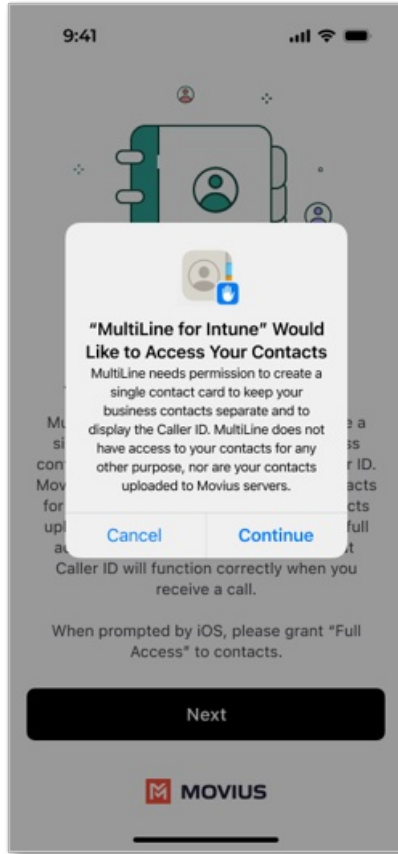 9:41
“MultiLine for Intune” Would
Like to Access Your Contacts
MultiLine needs permission to create a
single contact card to keep your
business contacts separate and to
display the Caller ID. MultiLine does not
have access to your contacts for any
other purpose, nor are your contacts
uploaded to Movius servers.
Cancel
Continue
Caller ID will function correctly when you
receive a call.
When prompted by iOS, please grant “Full
Access” to contacts.
Next
MOVIUS